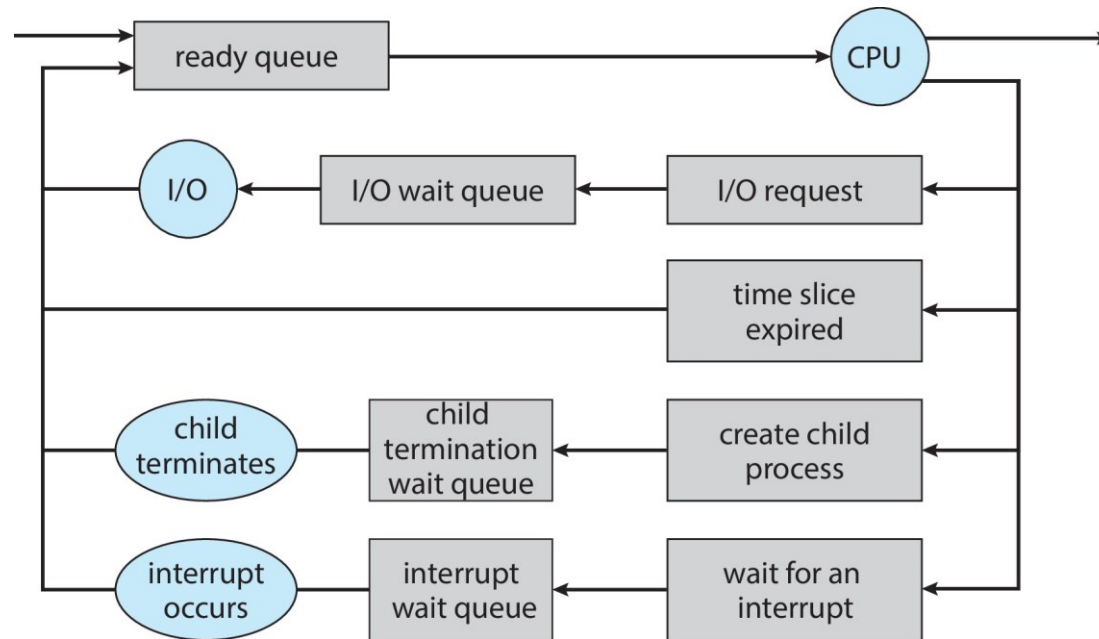 ready queue
CPU
I/O
I/O wait queue
I/O request
time slice
expired
child
terminates
child
termination
wait queue
create child
process
interrupt
occurs
interrupt
wait queue
wait for an
interrupt